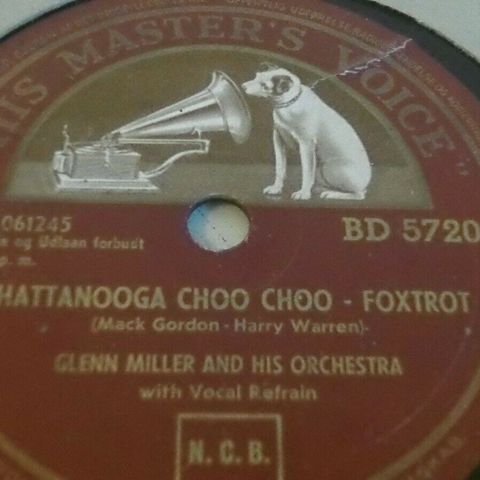 HIS MASTER'S VOICE"
061245
og Udlaan forbudt
p. m.
BD 5720
HATTANOOGA CHOO CHOO - FOXTROT
(Mack Gordon - Harry Warren)-
GLENN MILLER AND HIS ORCHESTRA
with Vocal Refrain
N. C. B.